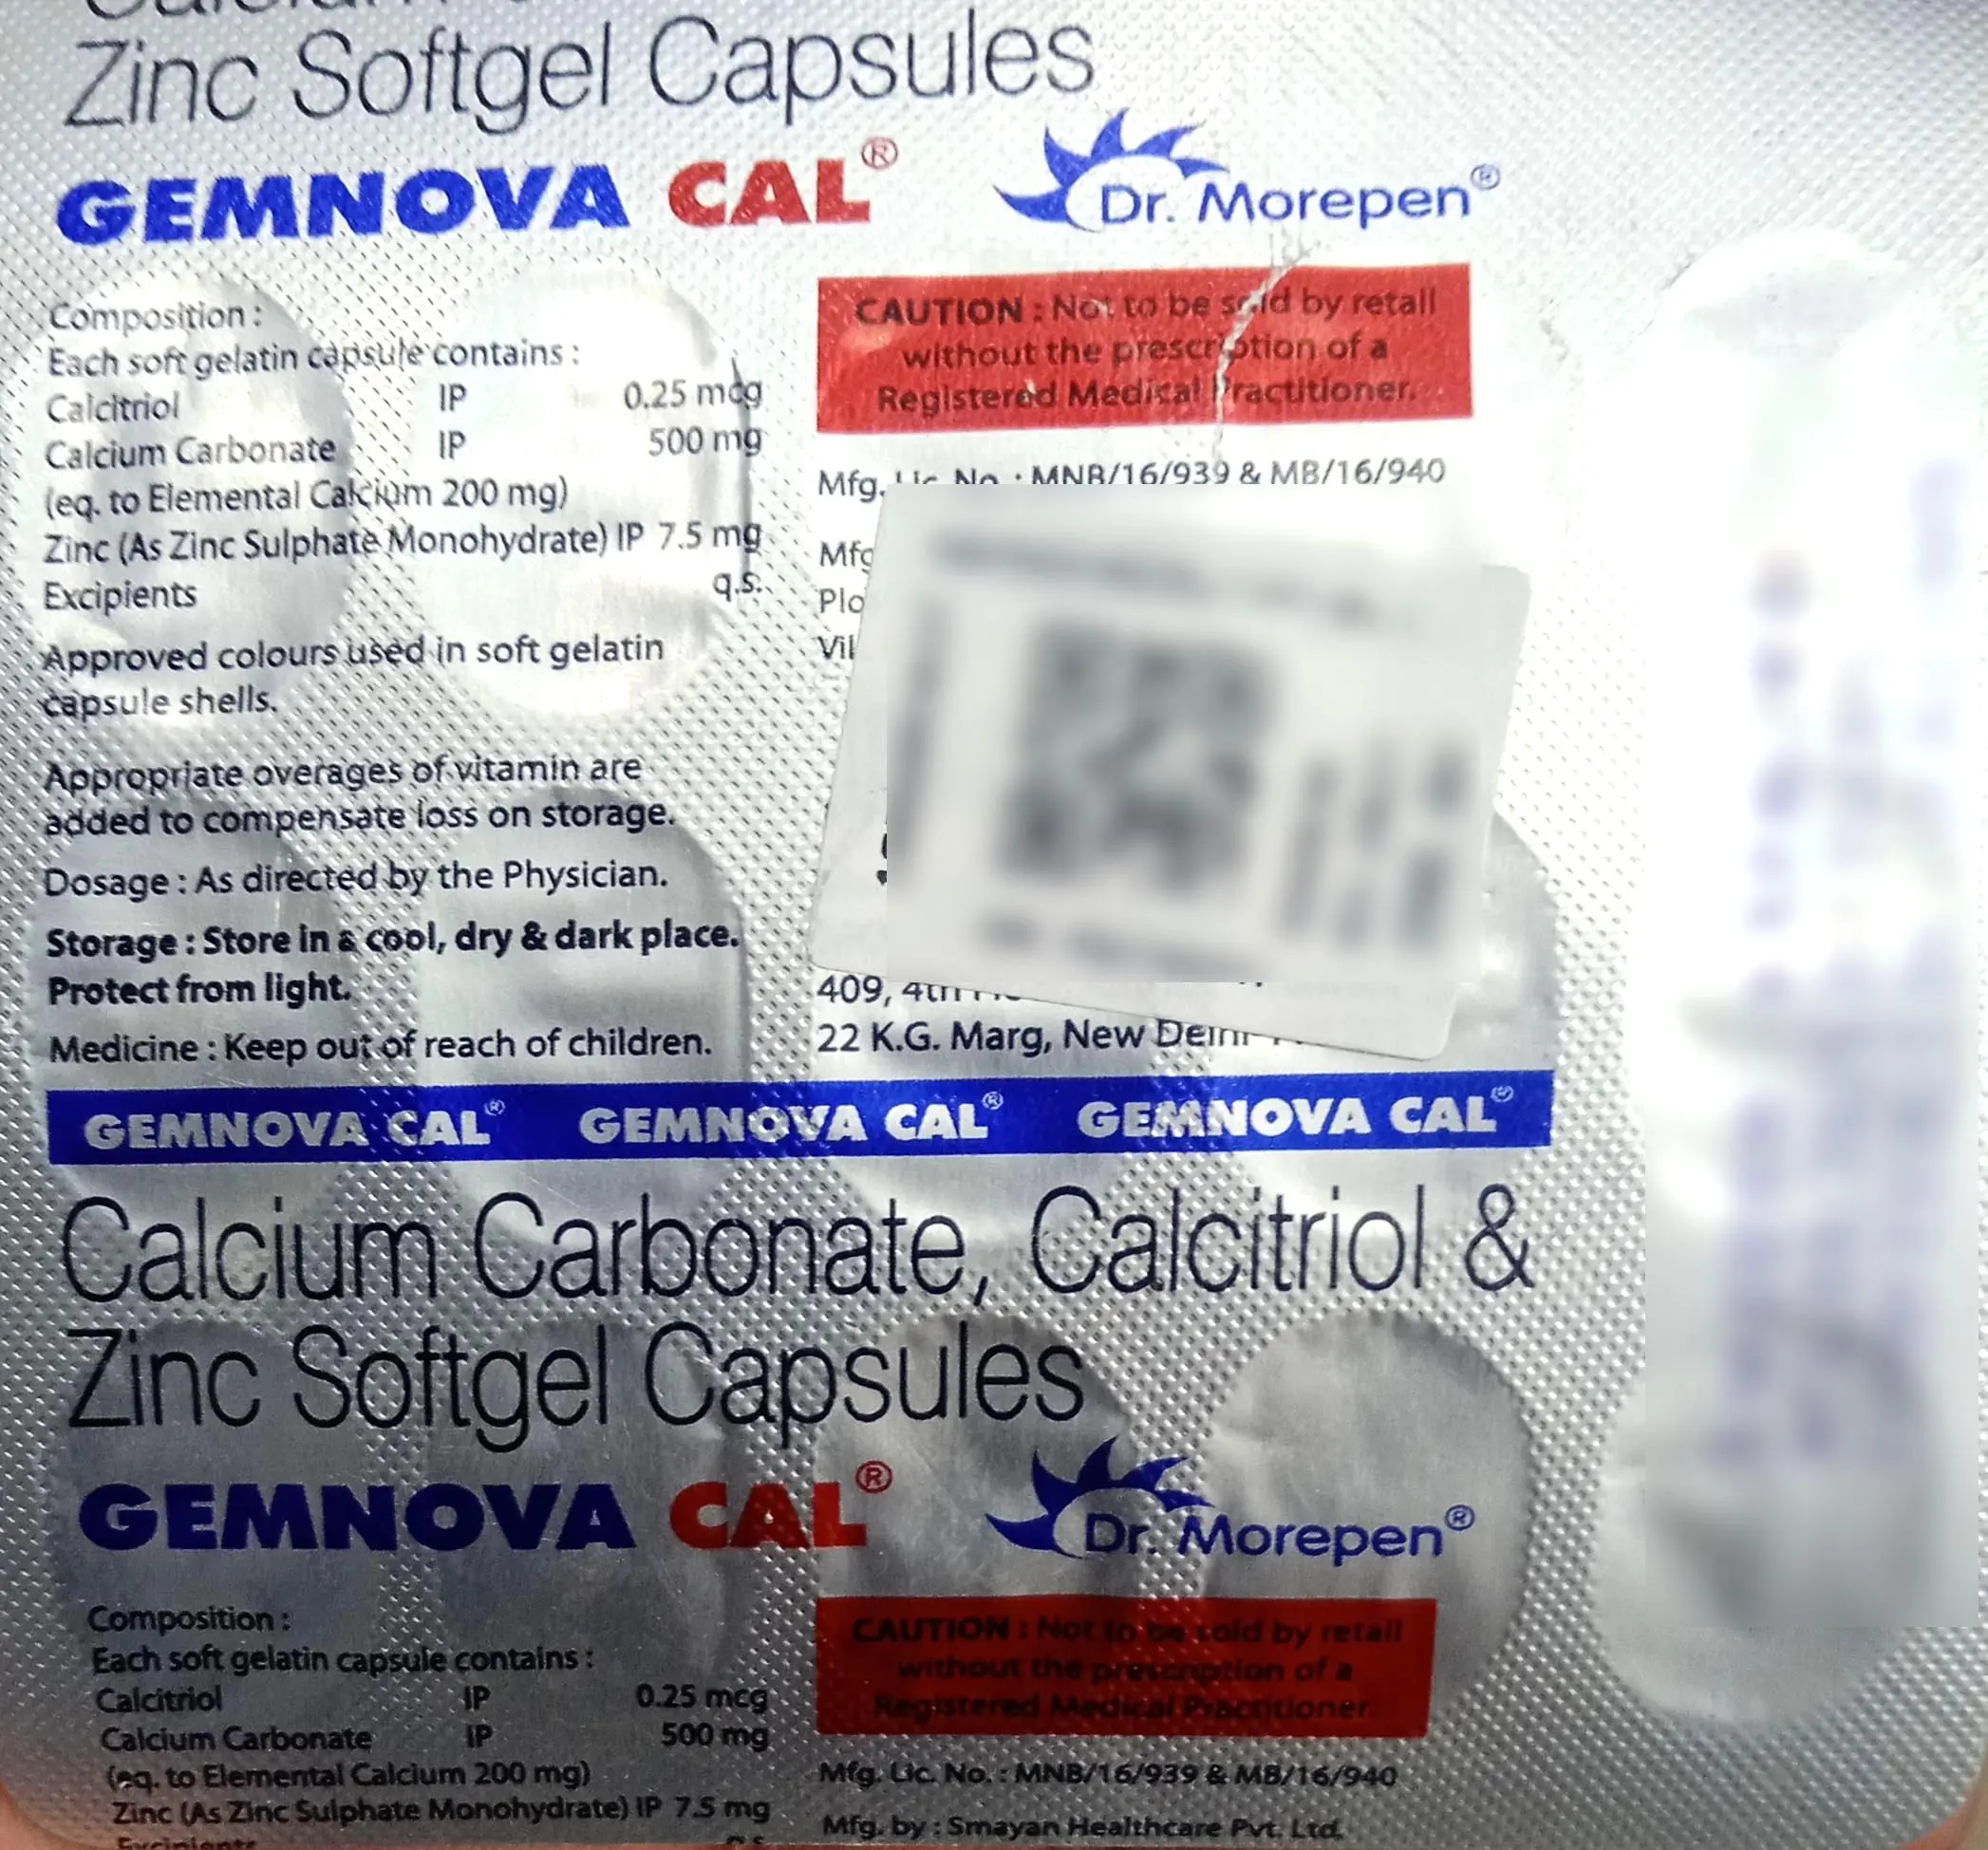 Zinc Softgel Capsules
GEMNOVA CAL®
Dr. Morepen®
Composition :
Each soft gelatin capsule contains :
Calcitriol IP 0.25 mcg
Calcium Carbonate IP 500 mg
(eq. to Elemental Calcium 200 mg)
Zinc (As Zinc Sulphate Monohydrate) IP 7.5 mg
Excipients q.s.
Approved colours used in soft gelatin
capsule shells.
Appropriate overages of vitamin are
added to compensate loss on storage.
Dosage : As directed by the Physician.
Storage : Store in a cool, dry & dark place.
Protect from light.
Medicine : Keep out of reach of children.
CAUTION : Not to be sold by retail
without the prescription of a
Registered Medical Practitioner.
Mfg. Lic. No. : MNB/16/939 & MB/16/940
409, 4th
22 K.G. Marg, New Delhi
GEMNOVA CAL® GEMNOVA CAL® GEMNOVA CAL®
Calcium Carbonate, Calcitriol &
Zinc Softgel Capsules
GEMNOVA CAL®
Dr. Morepen®
Composition :
Each soft gelatin capsule contains :
Calcitriol IP 0.25 mcg
Calcium Carbonate IP 500 mg
(eq. to Elemental Calcium 200 mg)
Zinc (As Zinc Sulphate Monohydrate) IP 7.5 mg
Excipients q.s.
CAUTION : Not to be sold by retail
without the prescription of a
Registered Medical Practitioner.
Mfg. Lic. No. : MNB/16/939 & MB/16/940
Mfg. by : Smayan Healthcare Pvt. Ltd.